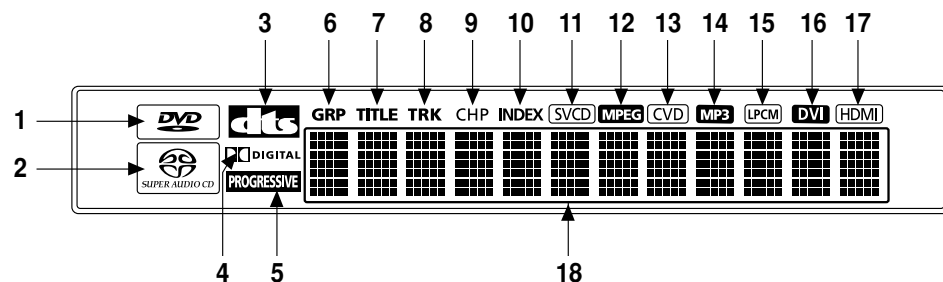 3 6 7 8 9 10 11 12 13 14 15 16 17
1 DVD dts GRP TITLE TRK CHP INDEX SVCD MPEG CVD MP3 LPCM DVI HDMI
2 SUPER AUDIO CD DIGITAL
PROGRESSIVE
4 5 18